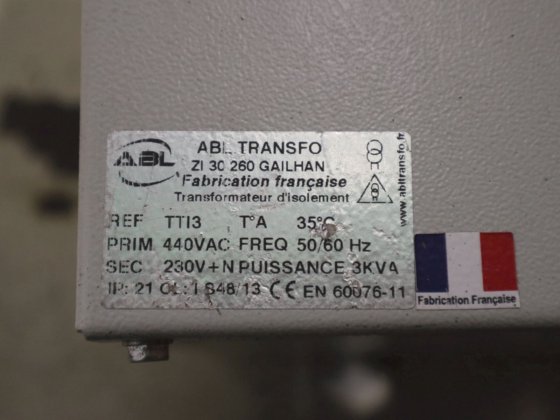 ABL
ABL TRANSFO
ZI 30 260 GAILHAN
Fabrication française
Transformateur d'isolement
www.abltransfo.fr
REF TTI3 T°A 35°C
PRIM 440VAC FREQ 50/60 Hz
SEC 230V+N PUISSANCE 3KVA
IP: 21 CL: I S48/13 CE EN 60076-11
Fabrication Française